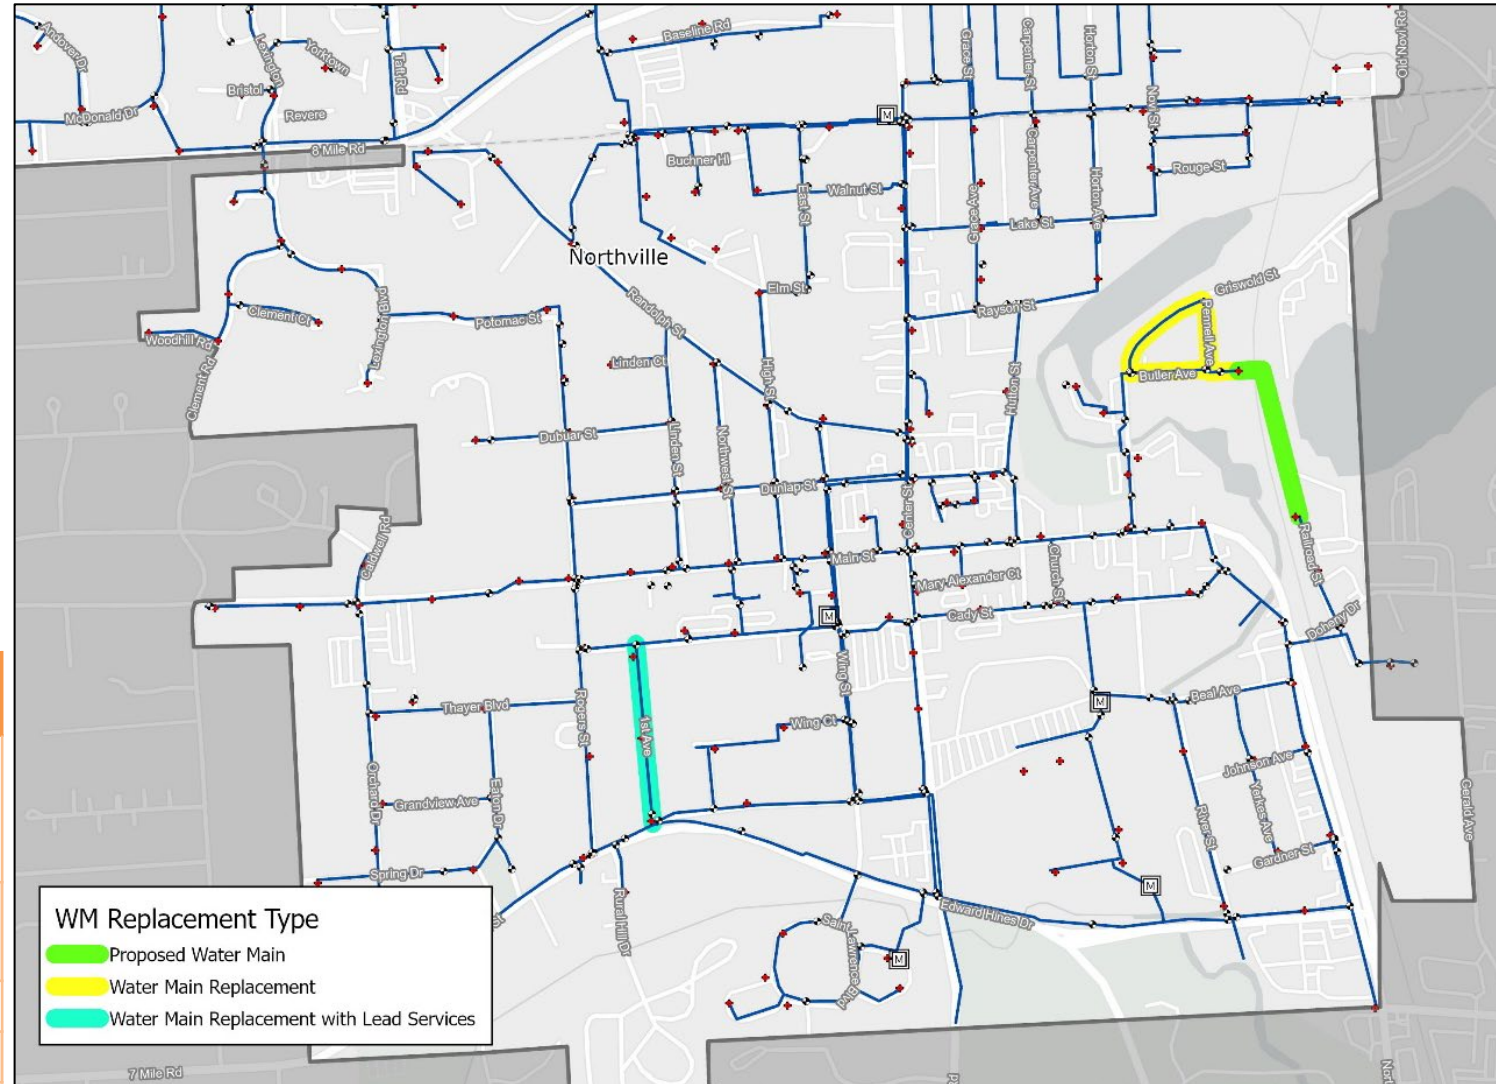 Andover Dr
Lexington
Yorktown
Taft Rd
Baseline Rd
Grace St
Carpenter St
Horton St
Old Novi Rd
McDonald Dr
Bristol
Revere
8 Mile Rd
M
Novi St
Buchner Hl
Walnut St
East St
Grace Ave
Carpenter Ave
Horton Ave
Rouge St
Lake St
Northville
Elm St
Rayson St
Griswold St
Clement Ct
Woodhill Rd
Clement Rd
Lexington Blvd
Potomac St
Randolph St
Linden Ct
High St
Hutton St
Pennell Ave
Butler Ave
Dubuar St
Linden St
Northwest St
Dunlap St
Center St
Caldwell Rd
Main St
Mary Alexander Ct
Church St
Railroad St
Cady St
Doheny Dr
M
Wing St
Thayer Blvd
Rogers St
1st Ave
Wing Ct
M
Beal Ave
Orchard Dr
Grandview Ave
Eaton Dr
Johnson Ave
Yerkes Ave
River St
Gerald Ave
Gardner St
Spring Dr
Rural Hill Dr
M
Edward Hines Dr
St
Saint Lawrence Blvd
M
WM Replacement Type
Proposed Water Main
Water Main Replacement
Water Main Replacement with Lead Services
7 Mile Rd